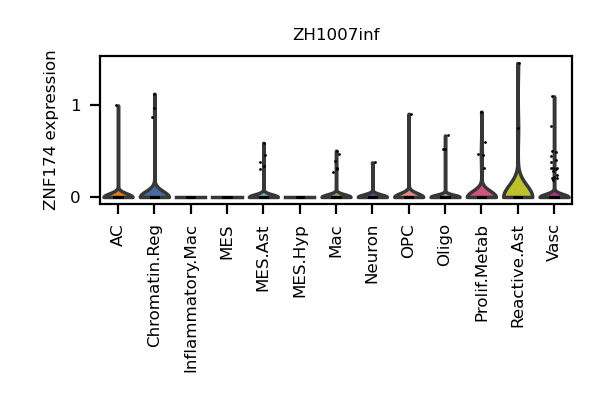 ZH1007inf
ZNF174 expression
1
0
AC
Chromatin.Reg
Inflammatory.Mac
MES
MES.Ast
MES.Hyp
Mac
Neuron
OPC
Oligo
Prolif.Metab
Reactive.Ast
Vasc